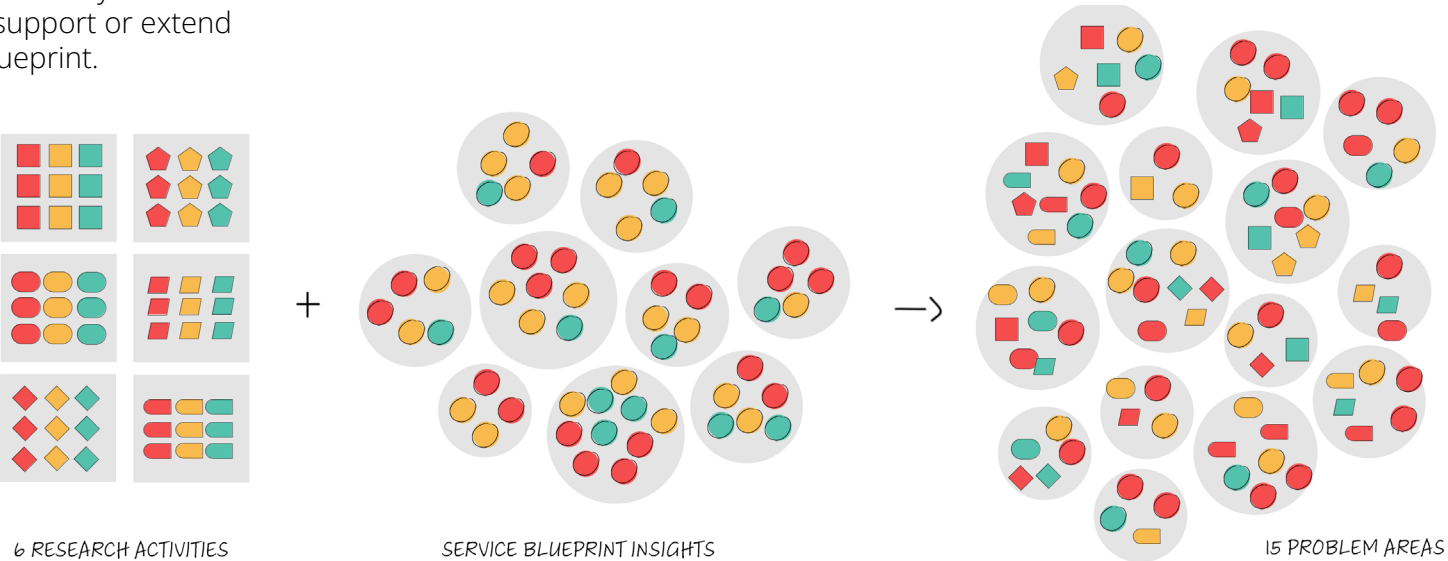 support or extend
ueprint.
+
6 RESEARCH ACTIVITIES
SERVICE BLUEPRINT INSIGHTS
15 PROBLEM AREAS